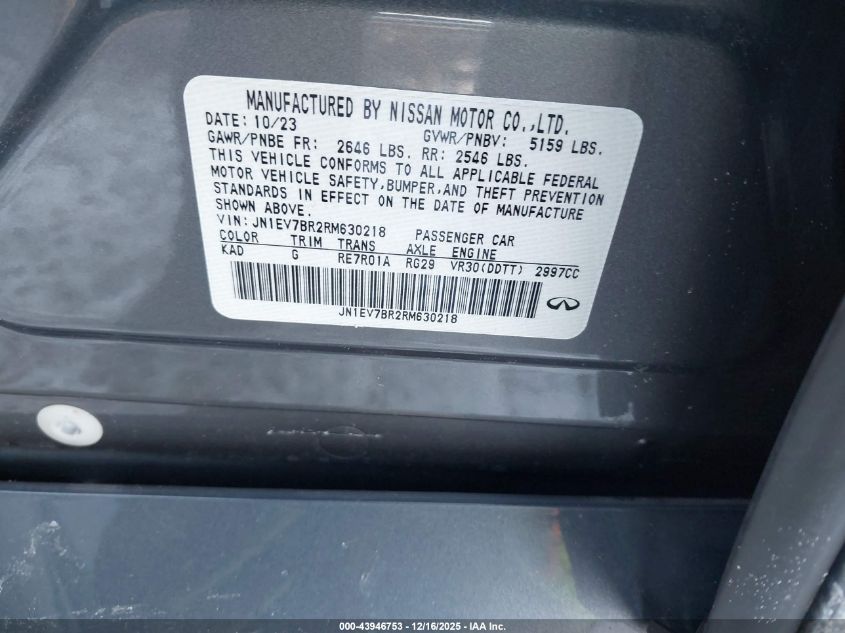 MANUFACTURED BY NISSAN MOTOR CO.,LTD.
DATE: 10/23 GVWR/PNBV: 5159 LBS.
GAWR/PNBE FR: 2646 LBS. RR: 2546 LBS.
THIS VEHICLE CONFORMS TO ALL APPLICABLE FEDERAL
MOTOR VEHICLE SAFETY,BUMPER,AND THEFT PREVENTION
STANDARDS IN EFFECT ON THE DATE OF MANUFACTURE
SHOWN ABOVE.
VIN: JN1EV7BR2RM630218 PASSENGER CAR
COLOR TRIM TRANS AXLE ENGINE
KAD G RE7R01A RG29 VR30(DDTT) 2997CC
JN1EV7BR2RM630218
000-43946753 - 12/16/2025 - IAA Inc.